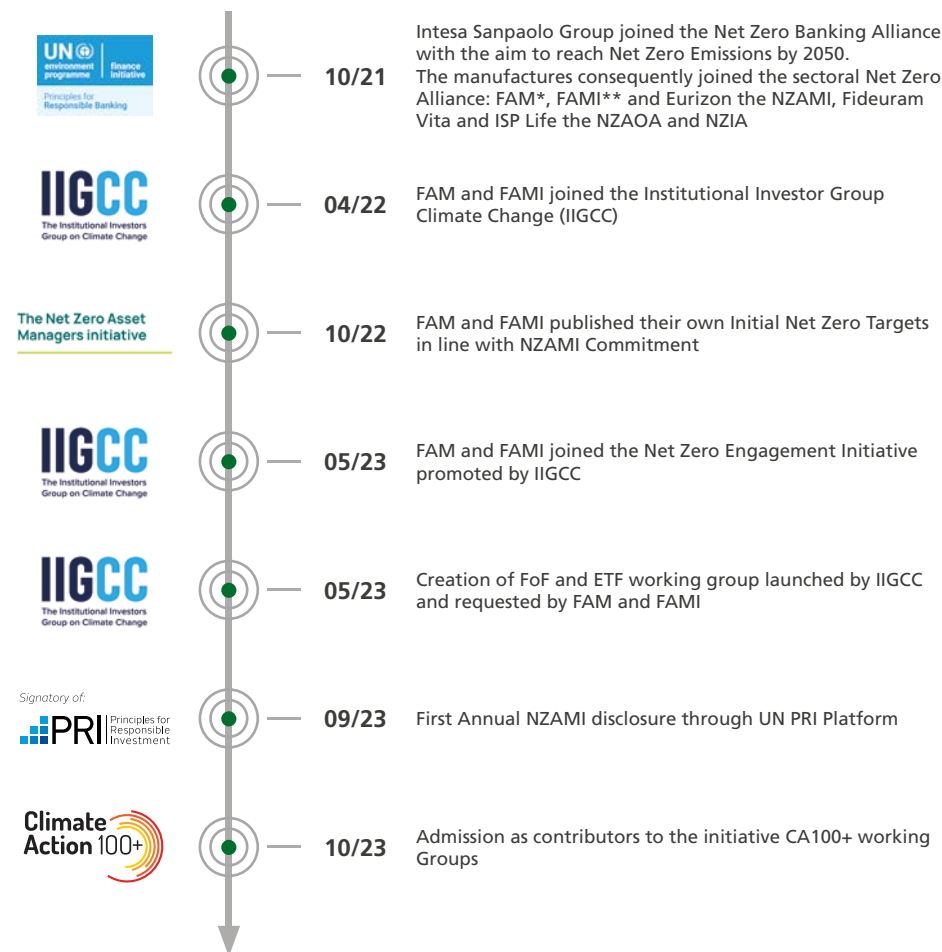 UN
environment
programme
finance
initiative
Principles for
Responsible Banking
10/21
Intesa Sanpaolo Group joined the Net Zero Banking Alliance
with the aim to reach Net Zero Emissions by 2050.
The manufactures consequently joined the sectoral Net Zero
Alliance: FAM*, FAMI** and Eurizon the NZAMI, Fideuram
Vita and ISP Life the NZAOA and NZIA
IIGCC
The Institutional Investors
Group on Climate Change
04/22
FAM and FAMI joined the Institutional Investor Group
Climate Change (IIGCC)
The Net Zero Asset
Managers initiative
10/22
FAM and FAMI published their own Initial Net Zero Targets
in line with NZAMI Commitment
IIGCC
The Institutional Investors
Group on Climate Change
05/23
FAM and FAMI joined the Net Zero Engagement Initiative
promoted by IIGCC
IIGCC
The Institutional Investors
Group on Climate Change
05/23
Creation of FoF and ETF working group launched by IIGCC
and requested by FAM and FAMI
Signatory of:
PRI
Principles for
Responsible
Investment
09/23
First Annual NZAMI disclosure through UN PRI Platform
Climate
Action 100+
10/23
Admission as contributors to the initiative CA100+ working
Groups